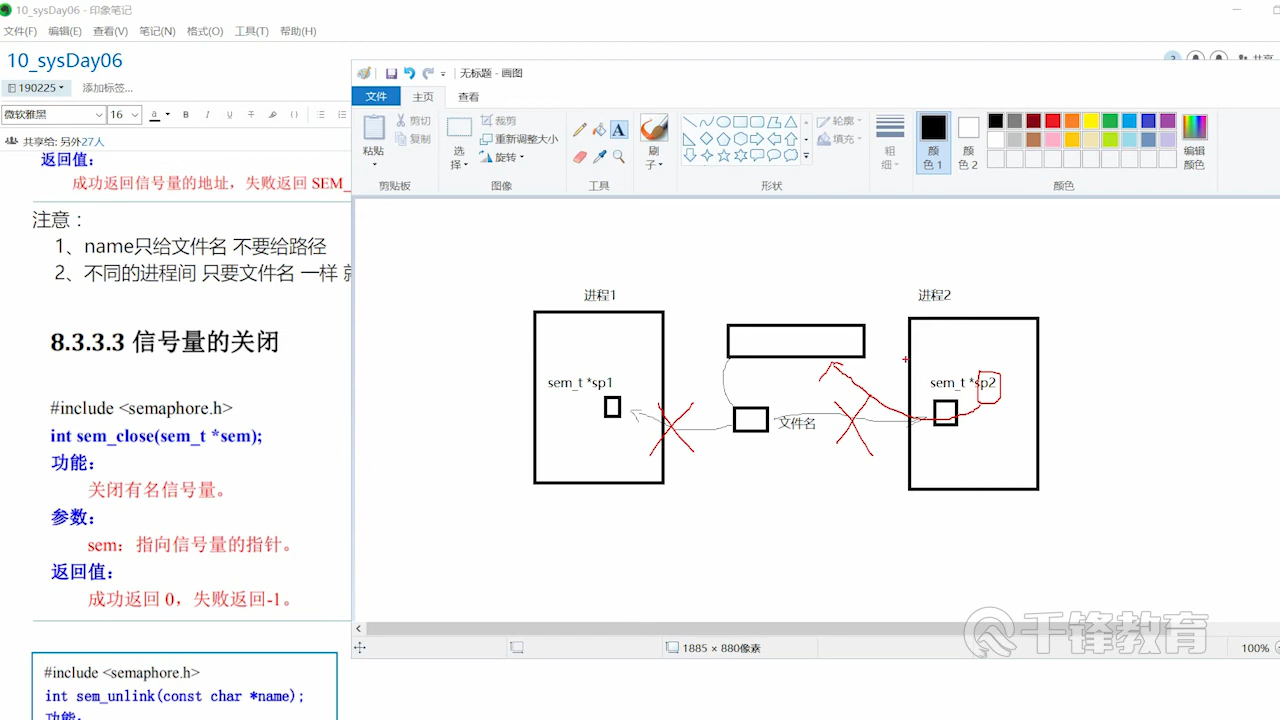 10_sysDay06 - 印象笔记
文件(F) 编辑(E) 查看(V) 笔记(N) 格式(O) 工具(T) 帮助(H)
10_sysDay06
190225 添加标签...
微软雅黑 16 a B I U T
共享给: 另外27人
返回值：
成功返回信号量的地址，失败返回 SEM_
注意：
1、name只给文件名 不要给路径
2、不同的进程间 只要文件名 一样
8.3.3.3 信号量的关闭
#include <semaphore.h>
int sem_close(sem_t *sem);
功能：
关闭有名信号量。
参数：
sem：指向信号量的指针。
返回值：
成功返回 0，失败返回-1。
#include <semaphore.h>
int sem_unlink(const char *name);
功能：
共享
无标题 - 画图
文件 主页 查看
粘贴 剪切 复制
剪贴板
选择 裁剪 重新调整大小 旋转
图像
A
工具
刷子
轮廓 填充
形状
粗细
颜色 1 颜色 2
编辑颜色
颜色
进程1 进程2
sem_t *sp1 sem_t *sp2
文件名
千锋教育
1885 × 880像素 100%